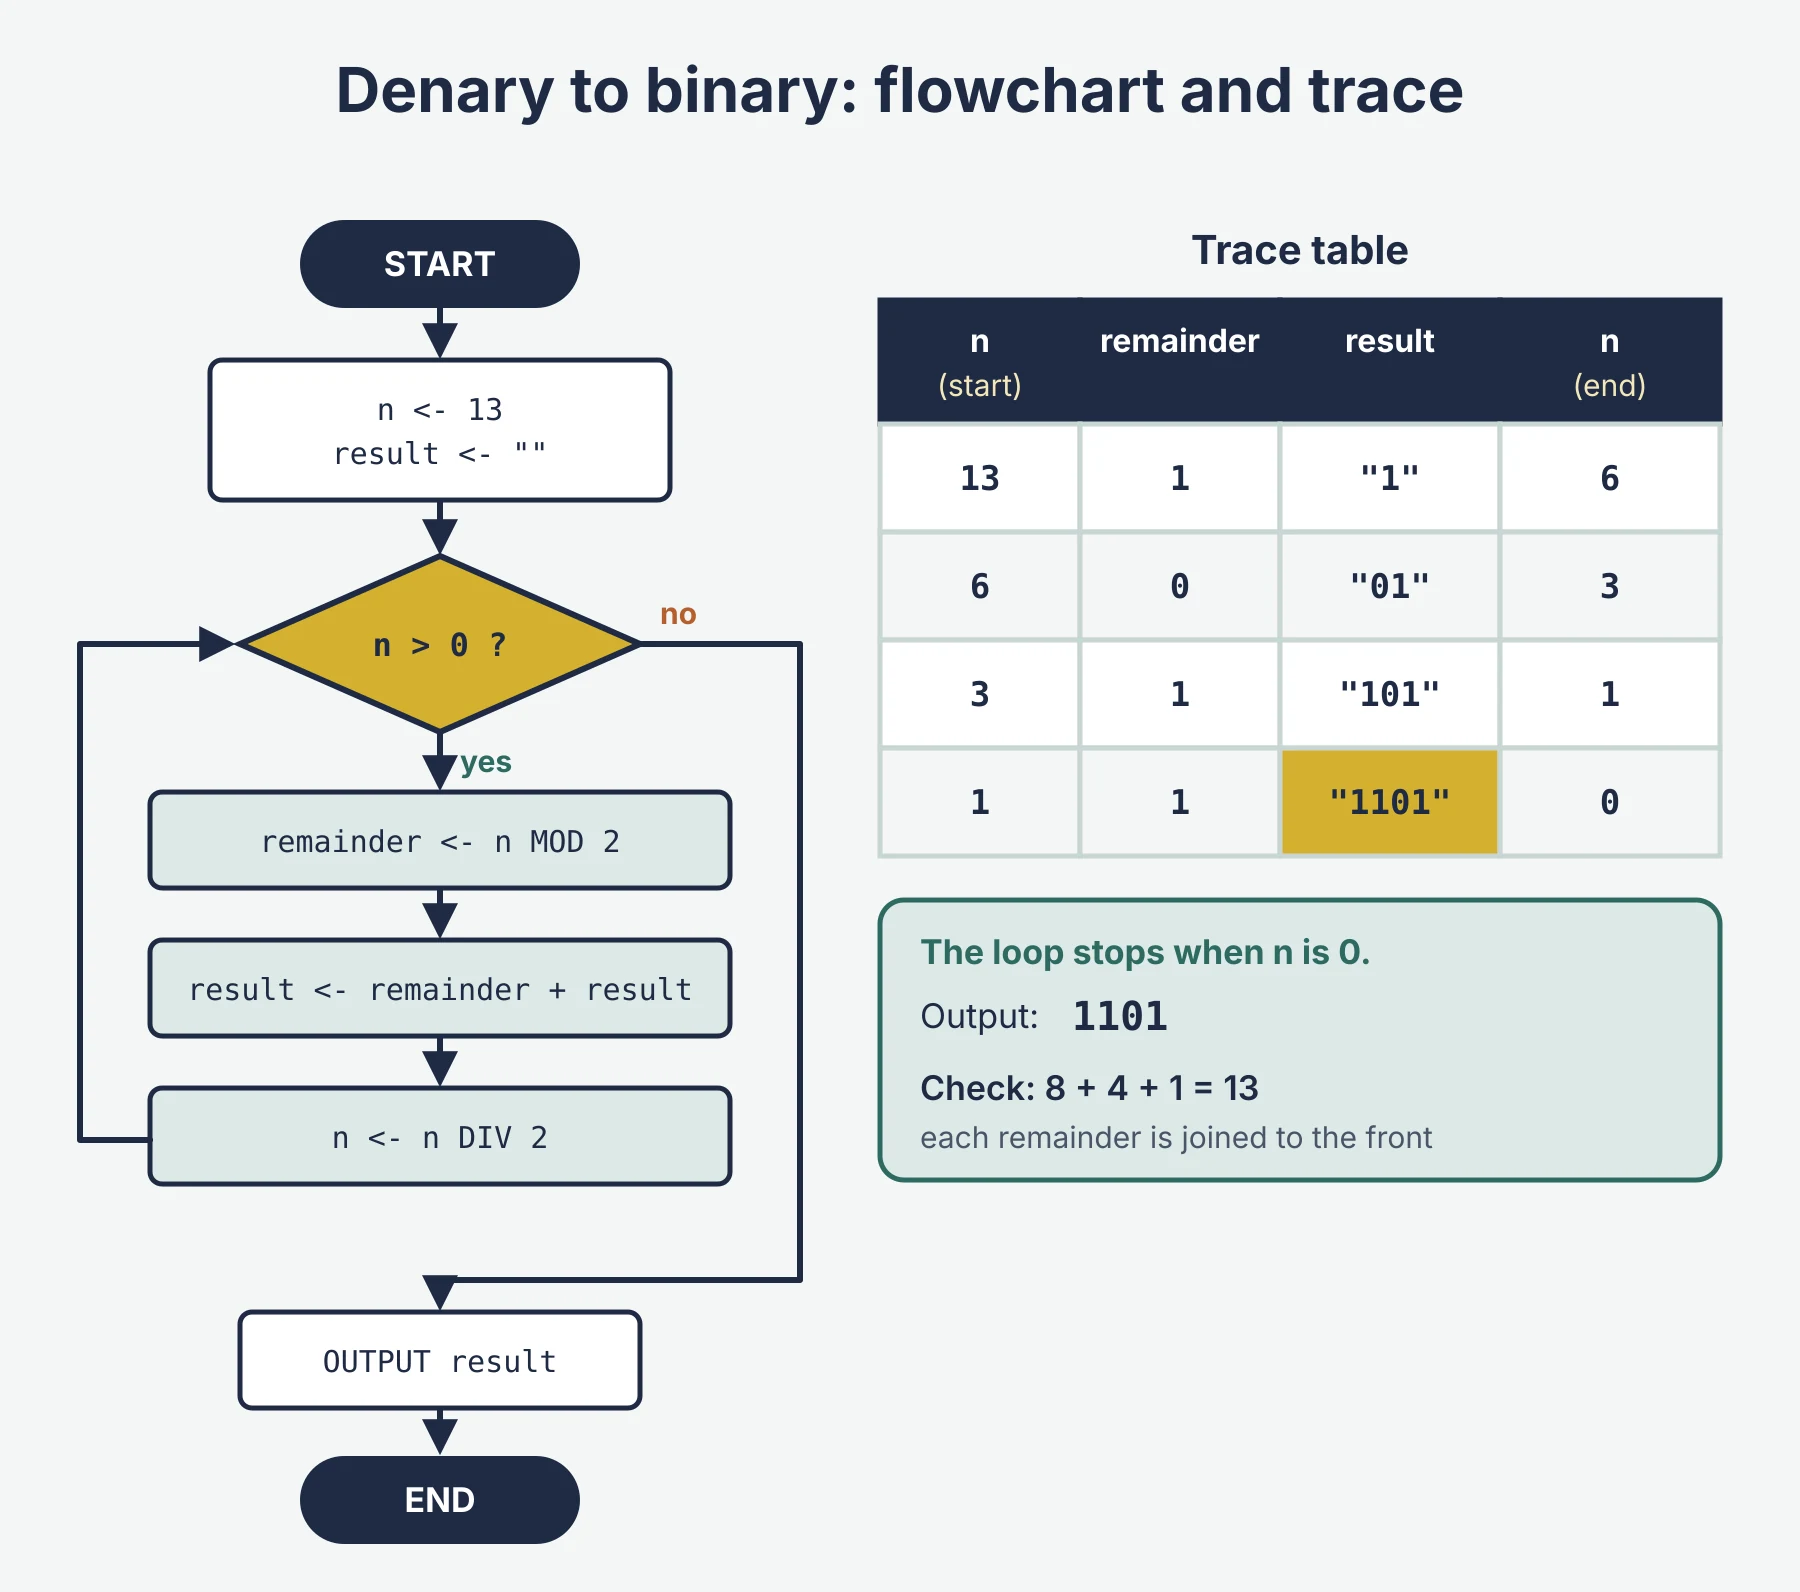 Denary to binary: flowchart and trace
START
n <- 13
result <- ""
n > 0 ?
no
yes
remainder <- n MOD 2
result <- remainder + result
n <- n DIV 2
OUTPUT result
END
Trace table
n remainder result n
(start) (end)
13 1 "1" 6
6 0 "01" 3
3 1 "101" 1
1 1 "1101" 0
The loop stops when n is 0.
Output: 1101
Check: 8 + 4 + 1 = 13
each remainder is joined to the front